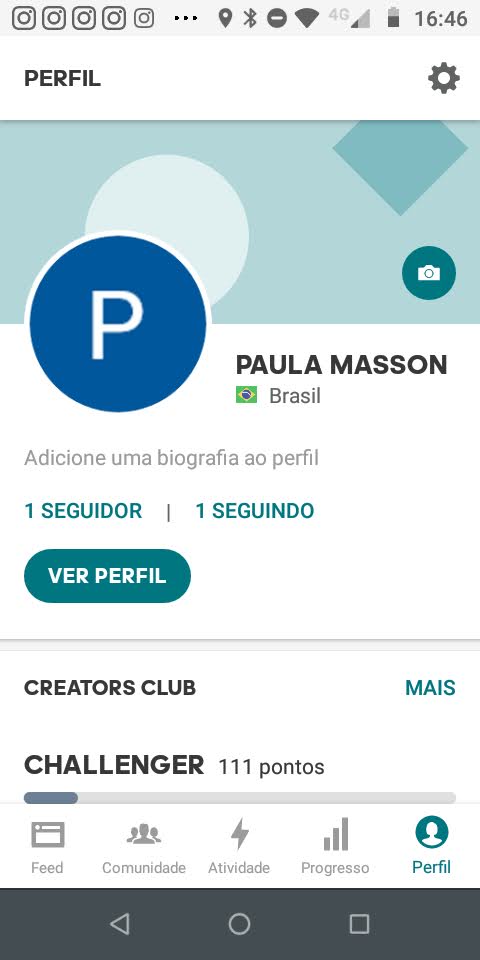 4G 16:46
PERFIL
P
PAULA MASSON
Brasil
Adicione uma biografia ao perfil
1 SEGUIDOR | 1 SEGUINDO
VER PERFIL
CREATORS CLUB MAIS
CHALLENGER 111 pontos
Feed Comunidade Atividade Progresso Perfil